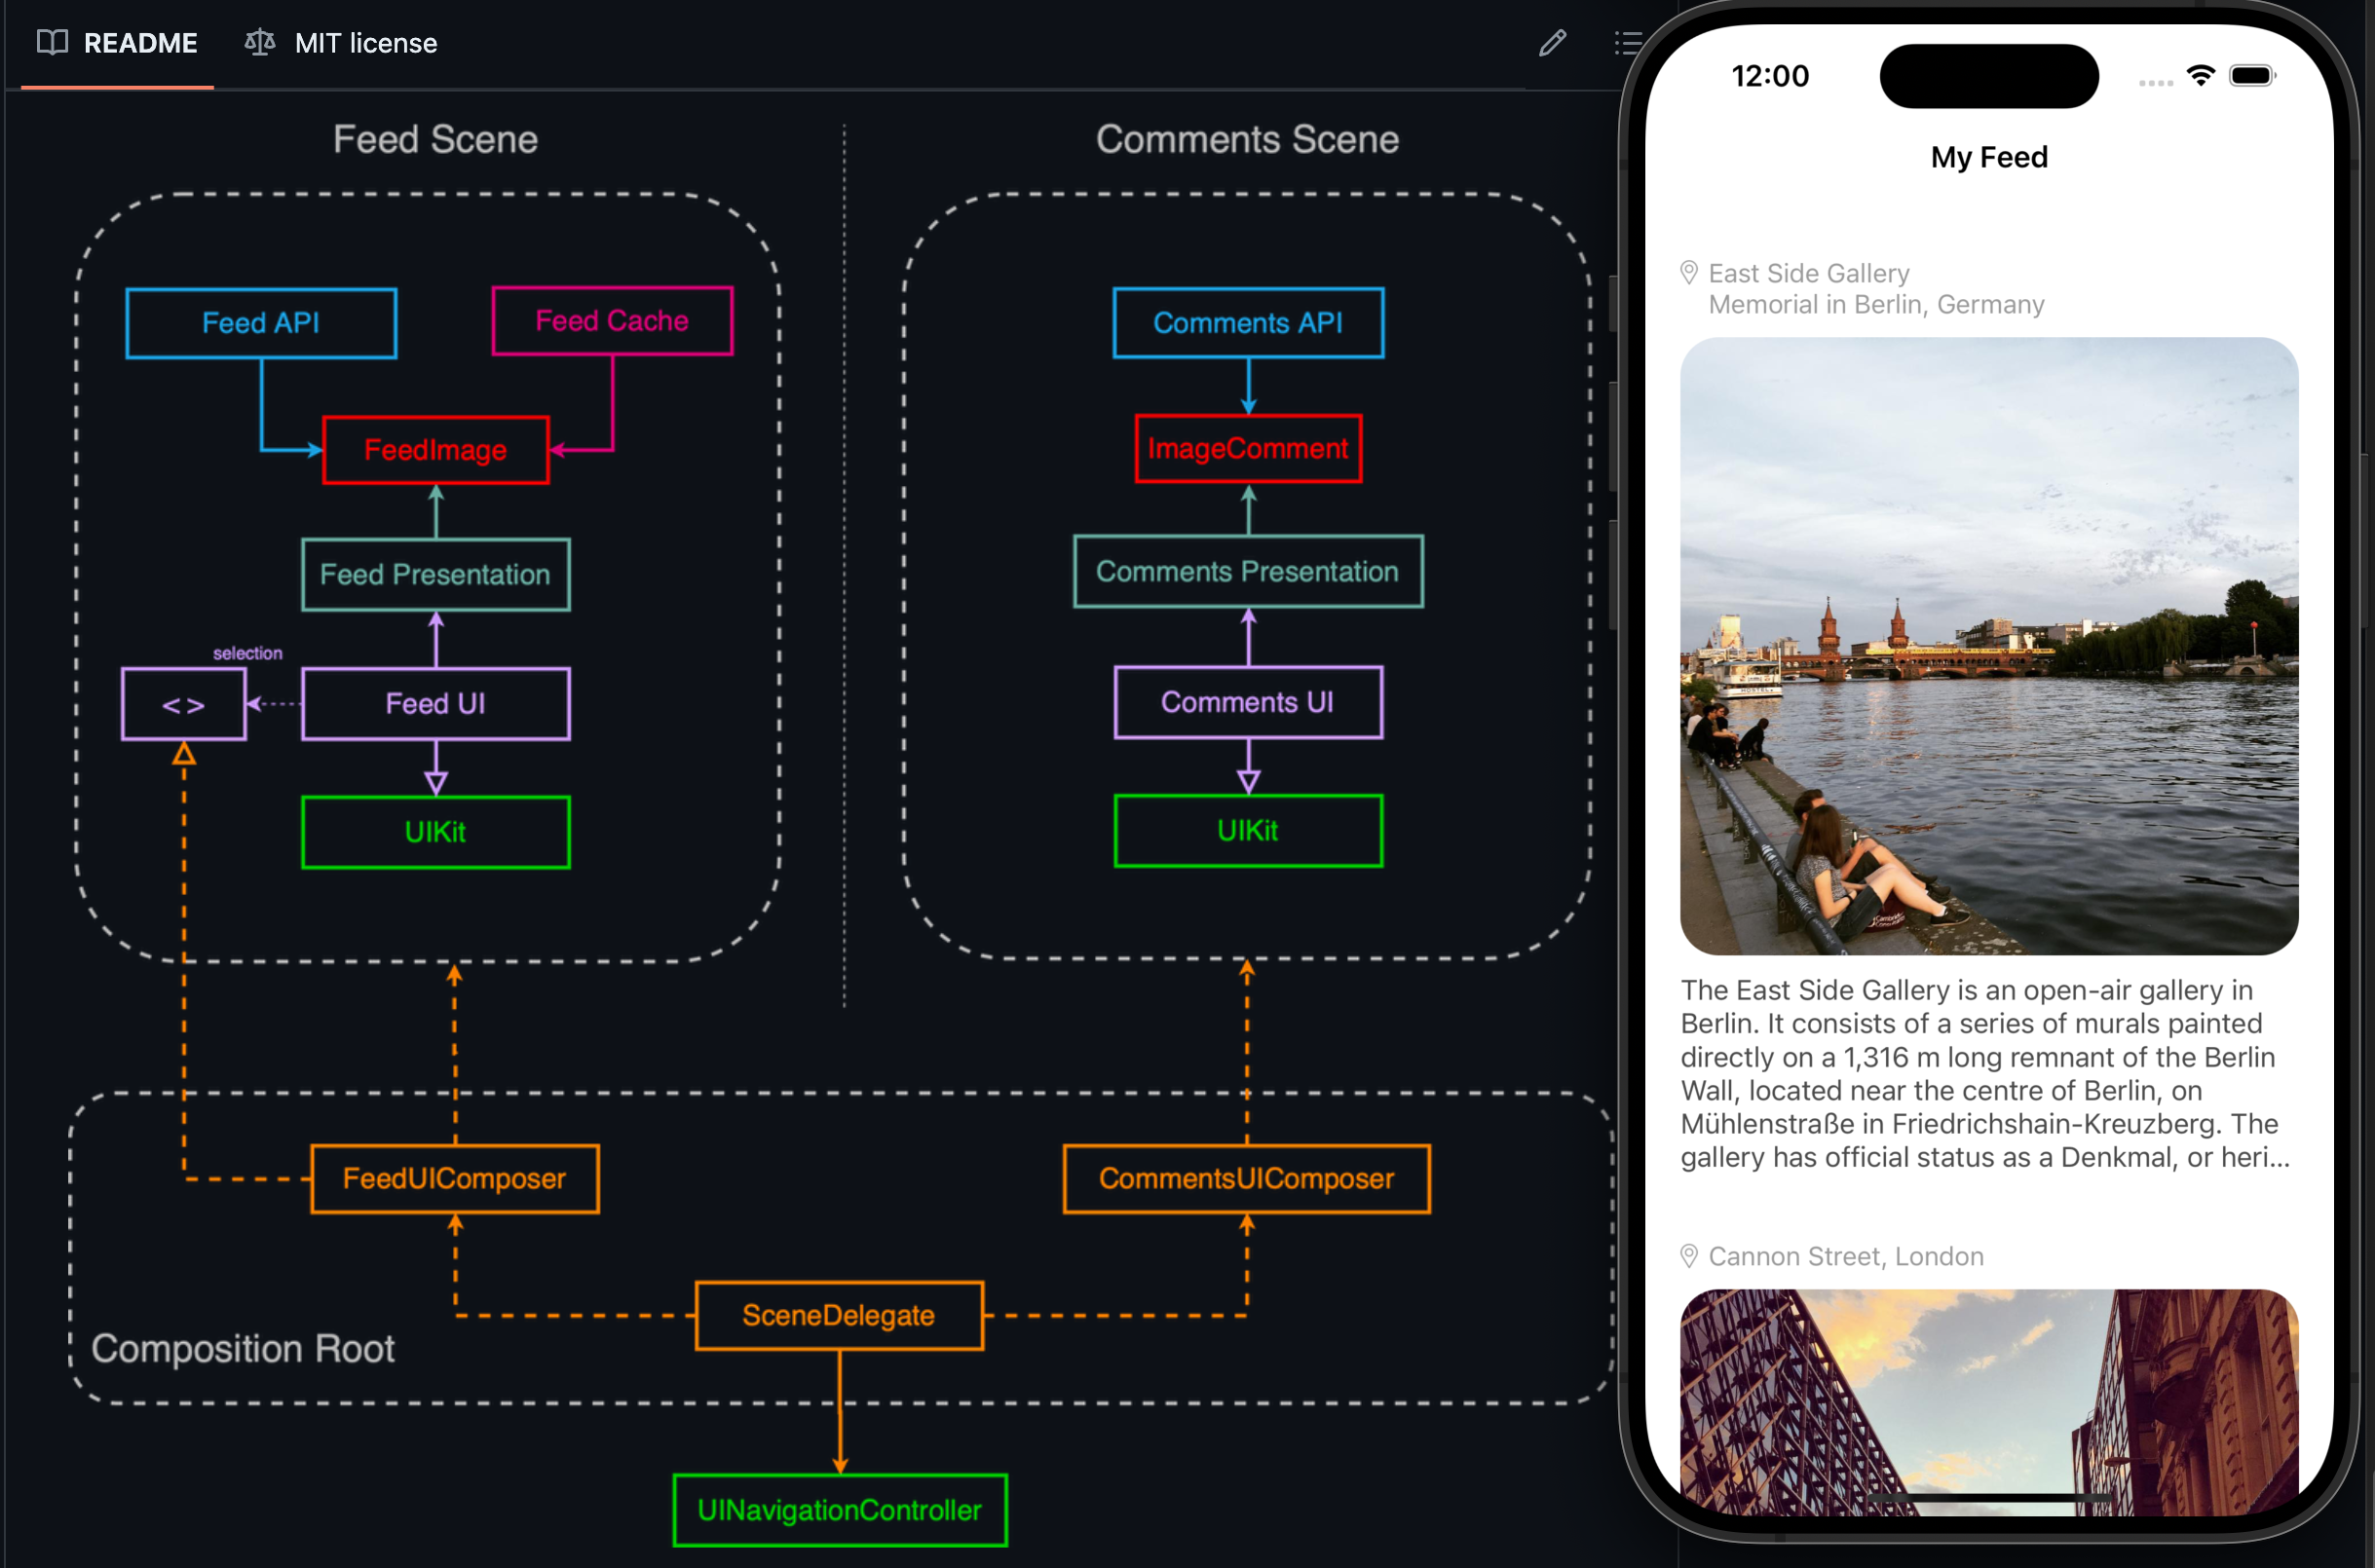 README
MIT license
Feed Scene
Comments Scene
Feed API
Feed Cache
Comments API
FeedImage
ImageComment
Feed Presentation
Comments Presentation
selection
< >
Feed UI
Comments UI
UIKit
UIKit
FeedUIComposer
CommentsUIComposer
SceneDelegate
Composition Root
UINavigationController
12:00
My Feed
East Side Gallery
Memorial in Berlin, Germany
HOSTEL
The East Side Gallery is an open-air gallery in
Berlin. It consists of a series of murals painted
directly on a 1,316 m long remnant of the Berlin
Wall, located near the centre of Berlin, on
Mühlenstraße in Friedrichshain-Kreuzberg. The
gallery has official status as a Denkmal, or heri...
Cannon Street, London